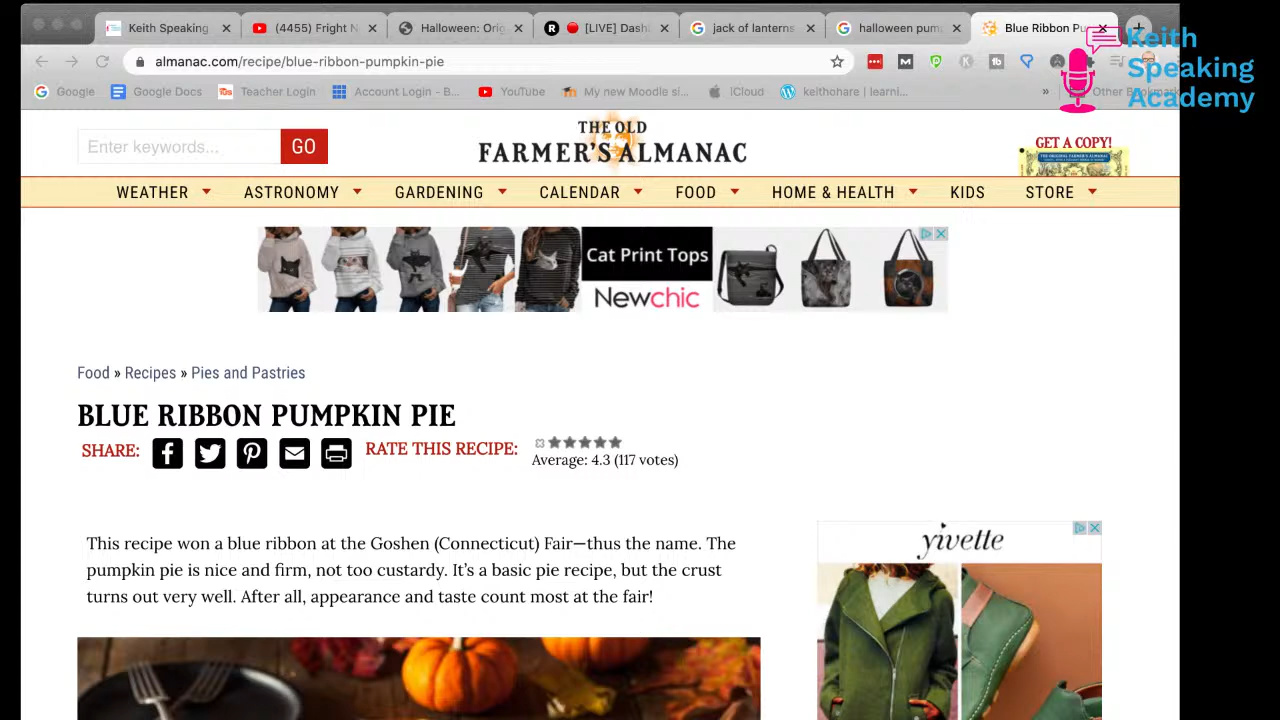 Keith Speaking
(4455) Fright N
Halloween: Orig
[LIVE] Dash
jack of lanterns
halloween pum
Blue Ribbon Pu
Keith
Speaking
Academy
almanac.com/recipe/blue-ribbon-pumpkin-pie
Google
Google Docs
Teacher Login
Account Login - B...
YouTube
My new Moodle si...
iCloud
keithohare | learni...
»
Other Bookmark
Enter keywords...
GO
THE OLD
FARMER'S ALMANAC
GET A COPY!
WEATHER
ASTRONOMY
GARDENING
CALENDAR
FOOD
HOME & HEALTH
KIDS
STORE
Cat Print Tops
Newchic
Food » Recipes » Pies and Pastries
BLUE RIBBON PUMPKIN PIE
SHARE:
RATE THIS RECIPE:
Average: 4.3 (117 votes)
This recipe won a blue ribbon at the Goshen (Connecticut) Fair—thus the name. The
pumpkin pie is nice and firm, not too custardy. It's a basic pie recipe, but the crust
turns out very well. After all, appearance and taste count most at the fair!
yivette